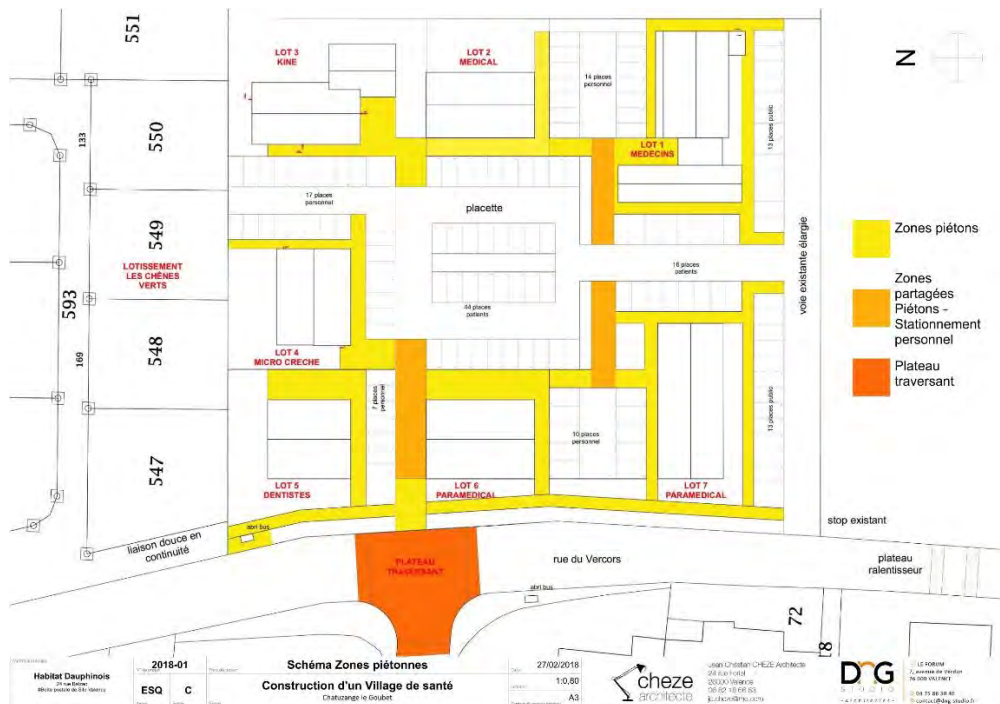 551
LOT 3
KINE
LOT 2
MEDICAL
14 places
personnel
N
133
550
LOT 1
MEDECINS
13 places public
17 places
personnel
placette
549
LOTISSEMENT
LES CHÊNES
VERTS
593
16 places
patients
voie existante élargie
Zones piétons
Zones
partagées
Piétons -
Stationnement
personnel
44 places
patients
169
548
LOT 4
MICRO CRECHE
Plateau
traversant
7 places personnel
10 places
personnel
13 places public
547
LOT 5
DENTISTES
LOT 6
PARAMEDICAL
LOT 7
PARAMEDICAL
abri bus
stop existant
liaison douce en
continuité
PLATEAU
TRAVERSANT
rue du Vercors
plateau
ralentisseur
abri bus
72
Habitat Dauphinois
2018-01
ESQ C
Schéma Zones piétonnes
Construction d'un Village de santé
Chatuzange le Goubet
27/02/2018
1:0,80
A3
cheze
architecte
Jean Christian CHEZE Architecte
26000 Valence
DNG
STUDIO
LE FORUM